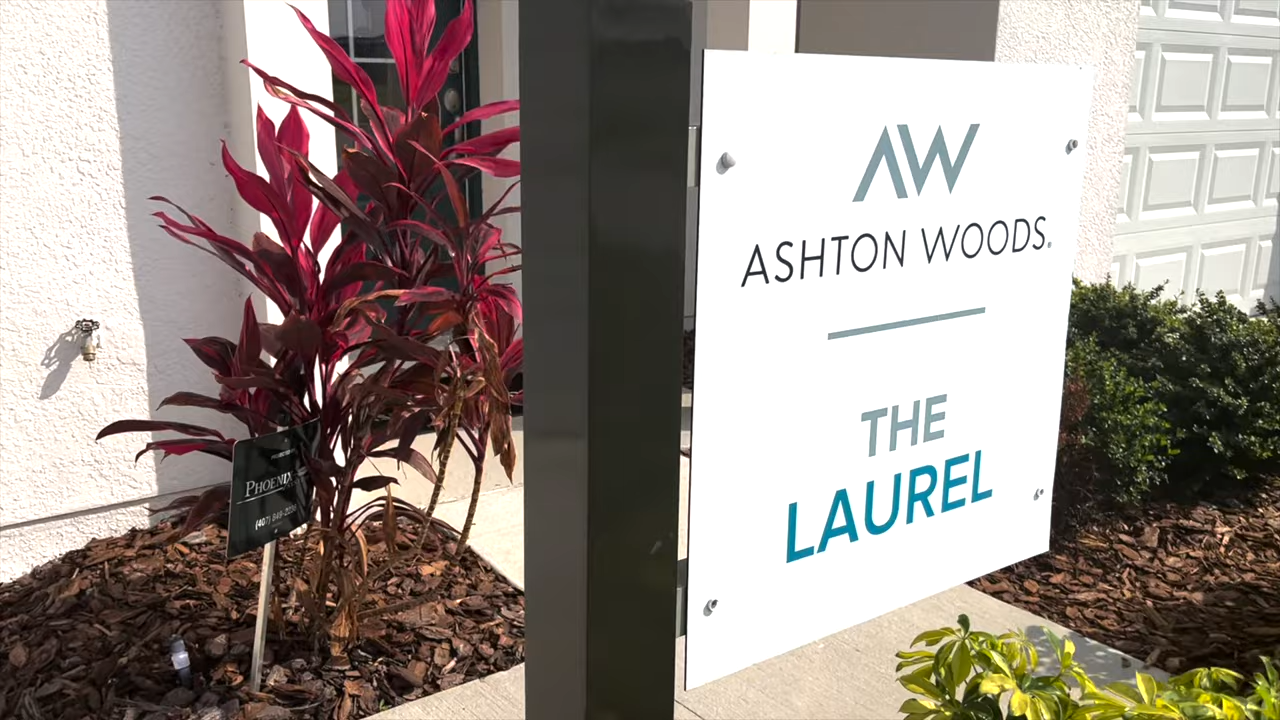 AW
ASHTON WOODS.
THE
LAUREL
PHOENIX